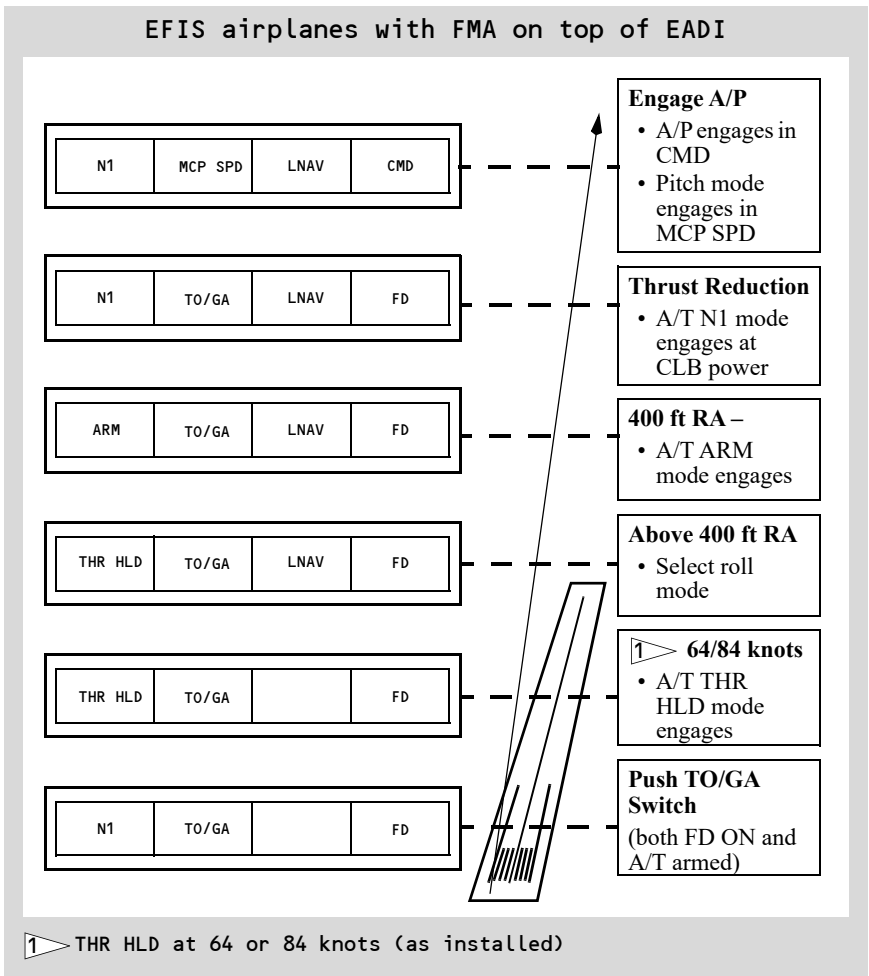 EFIS airplanes with FMA on top of EADI
N1 MCP SPD LNAV CMD
Engage A/P
• A/P engages in
CMD
• Pitch mode
engages in
MCP SPD
N1 TO/GA LNAV FD
Thrust Reduction
• A/T N1 mode
engages at
CLB power
ARM TO/GA LNAV FD
400 ft RA –
• A/T ARM
mode engages
THR HLD TO/GA LNAV FD
Above 400 ft RA
• Select roll
mode
THR HLD TO/GA FD
1 64/84 knots
• A/T THR
HLD mode
engages
N1 TO/GA FD
Push TO/GA
Switch
(both FD ON and
A/T armed)
1 THR HLD at 64 or 84 knots (as installed)